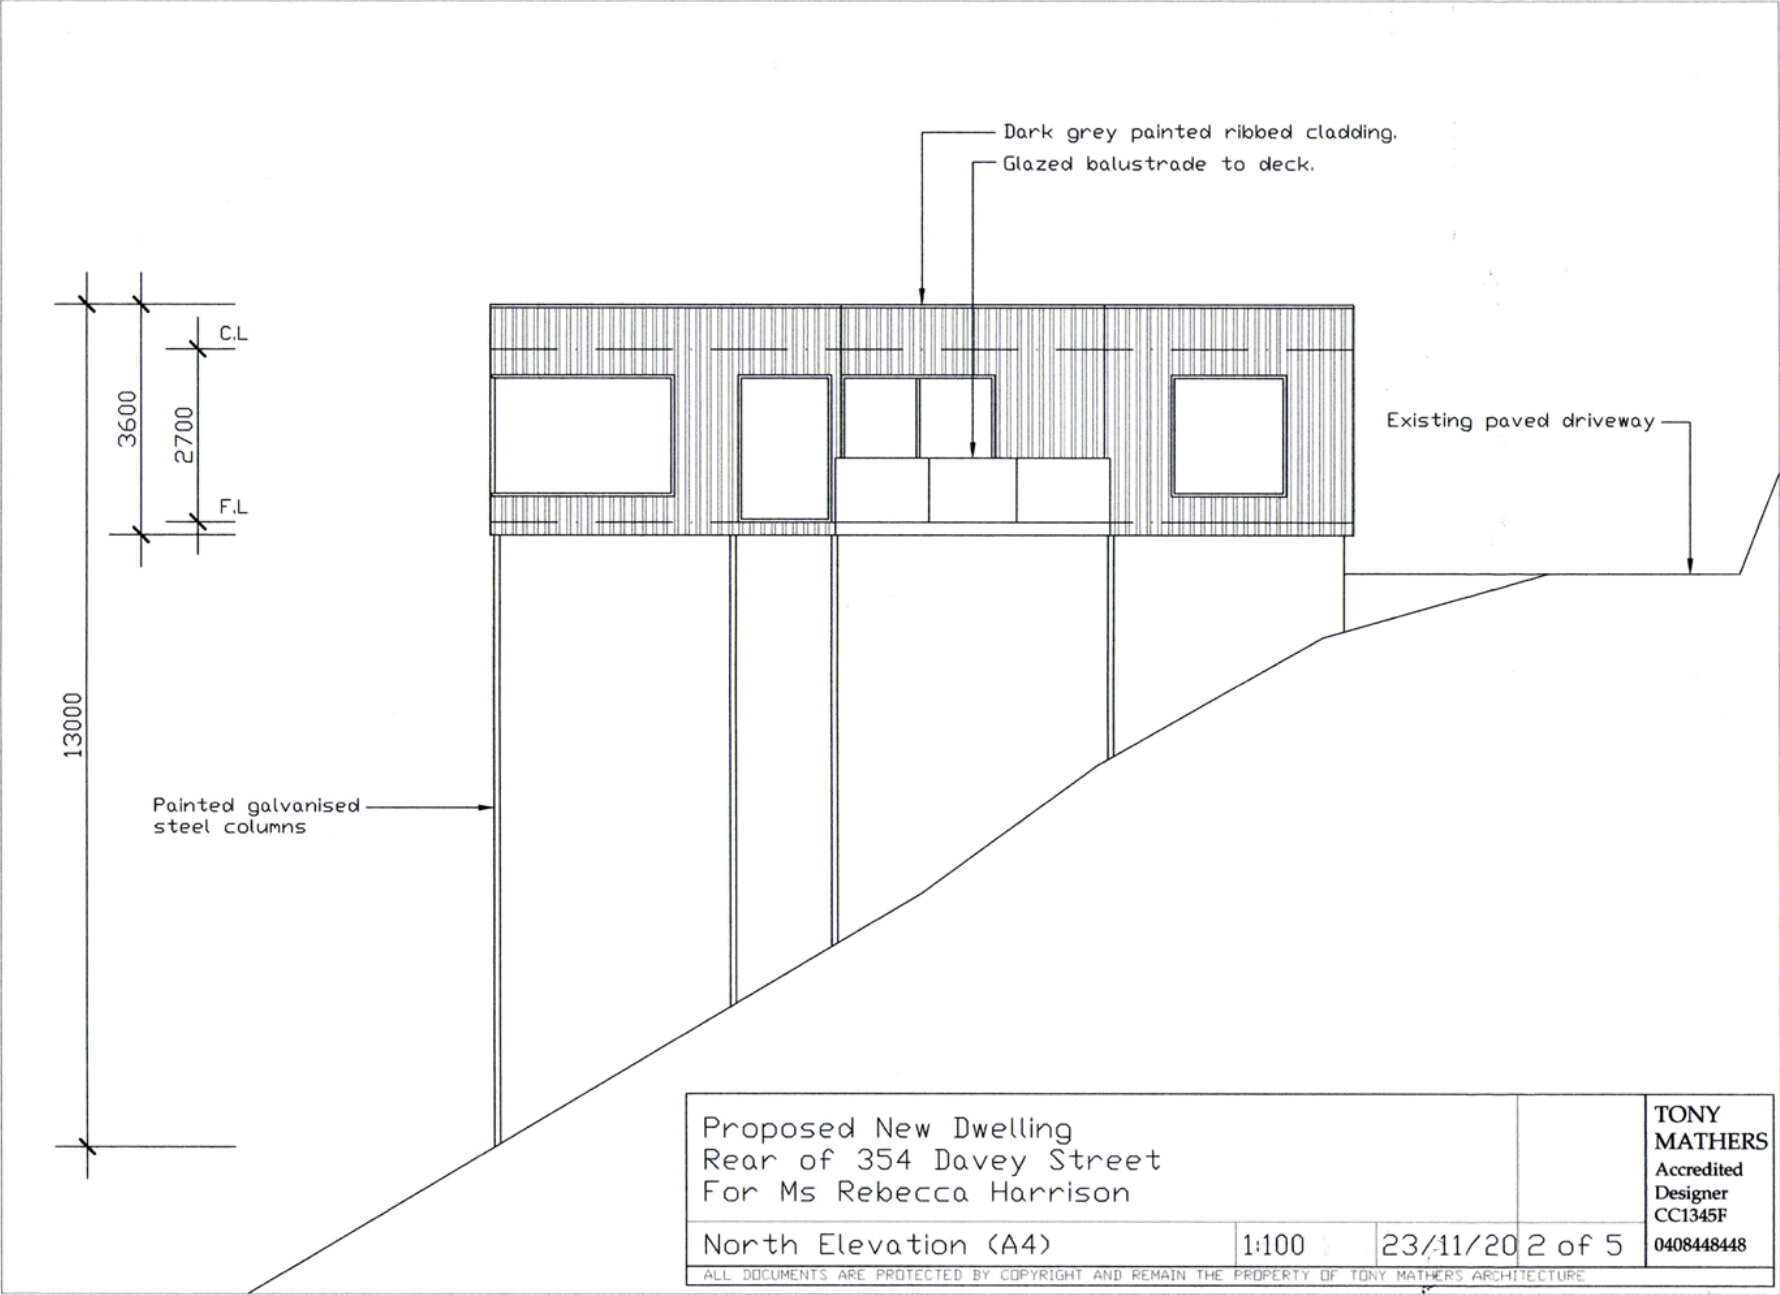 Dark grey painted ribbed cladding.
Glazed balustrade to deck.
C.L
3600
2700
Existing paved driveway
F.L
13000
Painted galvanised
steel columns
Proposed New Dwelling
Rear of 354 Davey Street
For Ms Rebecca Harrison
North Elevation (A4)
1:100
23/11/20
2 of 5
TONY
MATHERS
Accredited
Designer
CC1345F
0408448448
ALL DOCUMENTS ARE PROTECTED BY COPYRIGHT AND REMAIN THE PROPERTY OF TONY MATHERS ARCHITECTURE